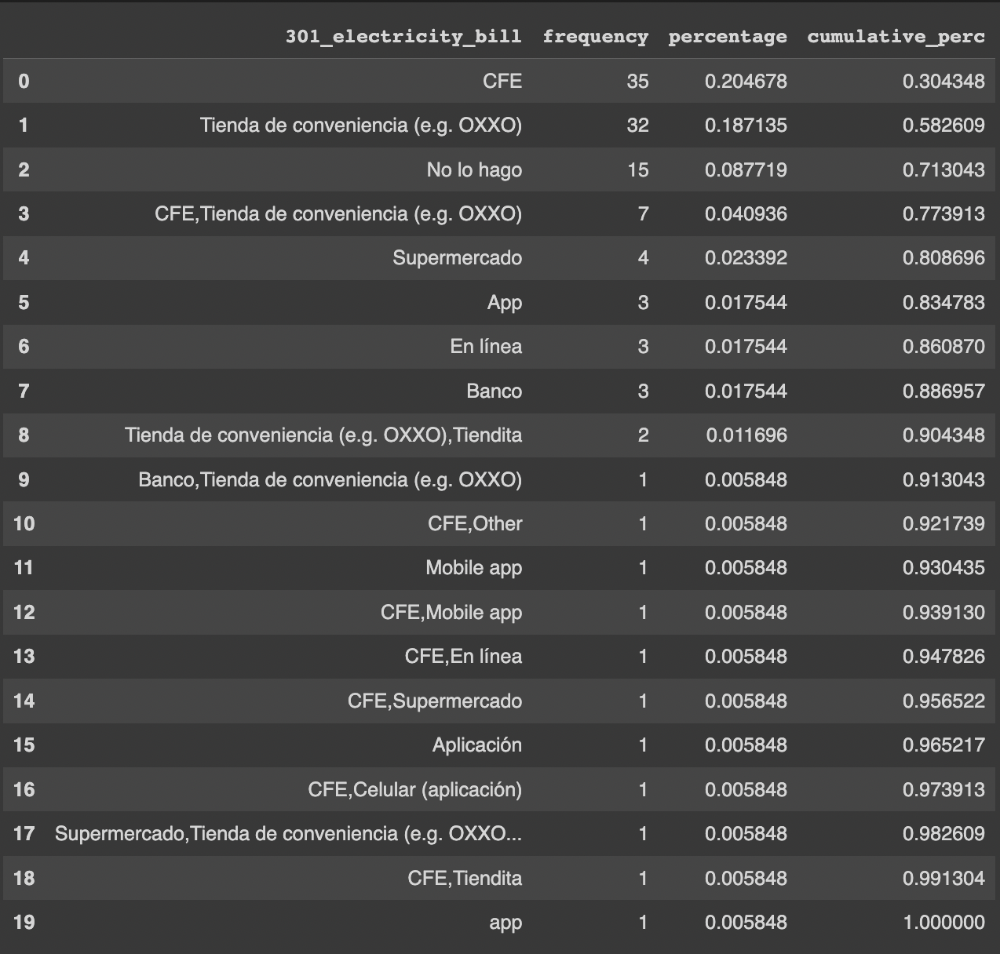 301_electricity_bill frequency percentage cumulative_perc
0 CFE 35 0.204678 0.304348
1 Tienda de conveniencia (e.g. OXXO) 32 0.187135 0.582609
2 No lo hago 15 0.087719 0.713043
3 CFE,Tienda de conveniencia (e.g. OXXO) 7 0.040936 0.773913
4 Supermercado 4 0.023392 0.808696
5 App 3 0.017544 0.834783
6 En línea 3 0.017544 0.860870
7 Banco 3 0.017544 0.886957
8 Tienda de conveniencia (e.g. OXXO),Tiendita 2 0.011696 0.904348
9 Banco,Tienda de conveniencia (e.g. OXXO) 1 0.005848 0.913043
10 CFE,Other 1 0.005848 0.921739
11 Mobile app 1 0.005848 0.930435
12 CFE,Mobile app 1 0.005848 0.939130
13 CFE,En línea 1 0.005848 0.947826
14 CFE,Supermercado 1 0.005848 0.956522
15 Aplicación 1 0.005848 0.965217
16 CFE,Celular (aplicación) 1 0.005848 0.973913
17 Supermercado,Tienda de conveniencia (e.g. OXXO... 1 0.005848 0.982609
18 CFE,Tiendita 1 0.005848 0.991304
19 app 1 0.005848 1.000000